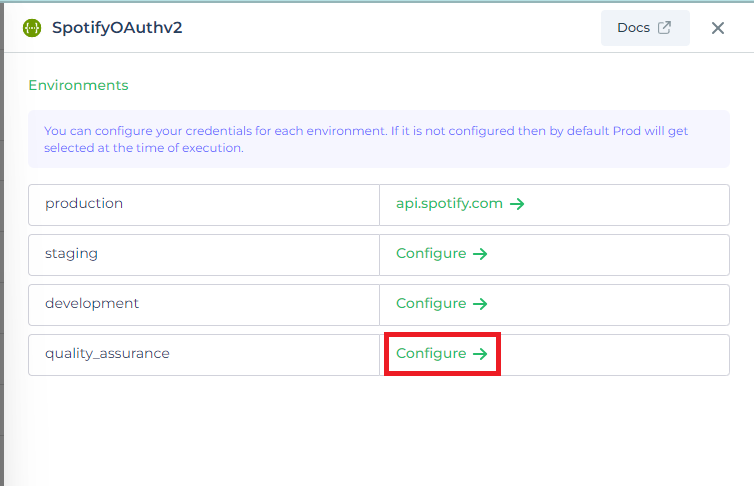 SpotifyOAuthv2
Docs
Environments
You can configure your credentials for each environment. If it is not configured then by default Prod will get
selected at the time of execution.
production
api.spotify.com
staging
Configure
development
Configure
quality_assurance
Configure